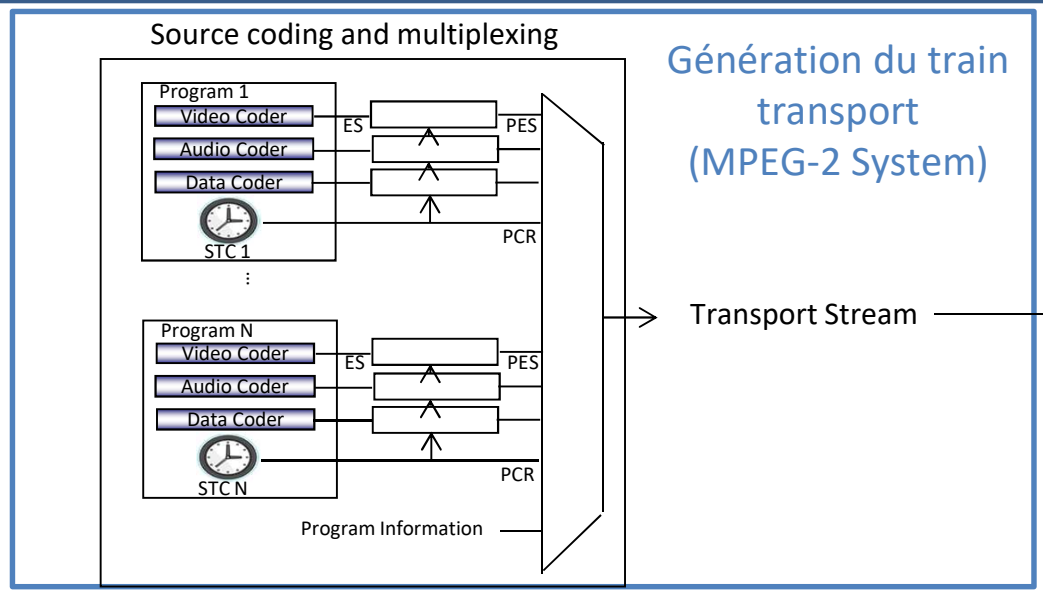 Source coding and multiplexing
Génération du train
transport
(MPEG-2 System)
Program 1
Video Coder
ES
PES
Audio Coder
Data Coder
PCR
STC 1
...
Transport Stream
Program N
Video Coder
ES
PES
Audio Coder
Data Coder
PCR
STC N
Program Information